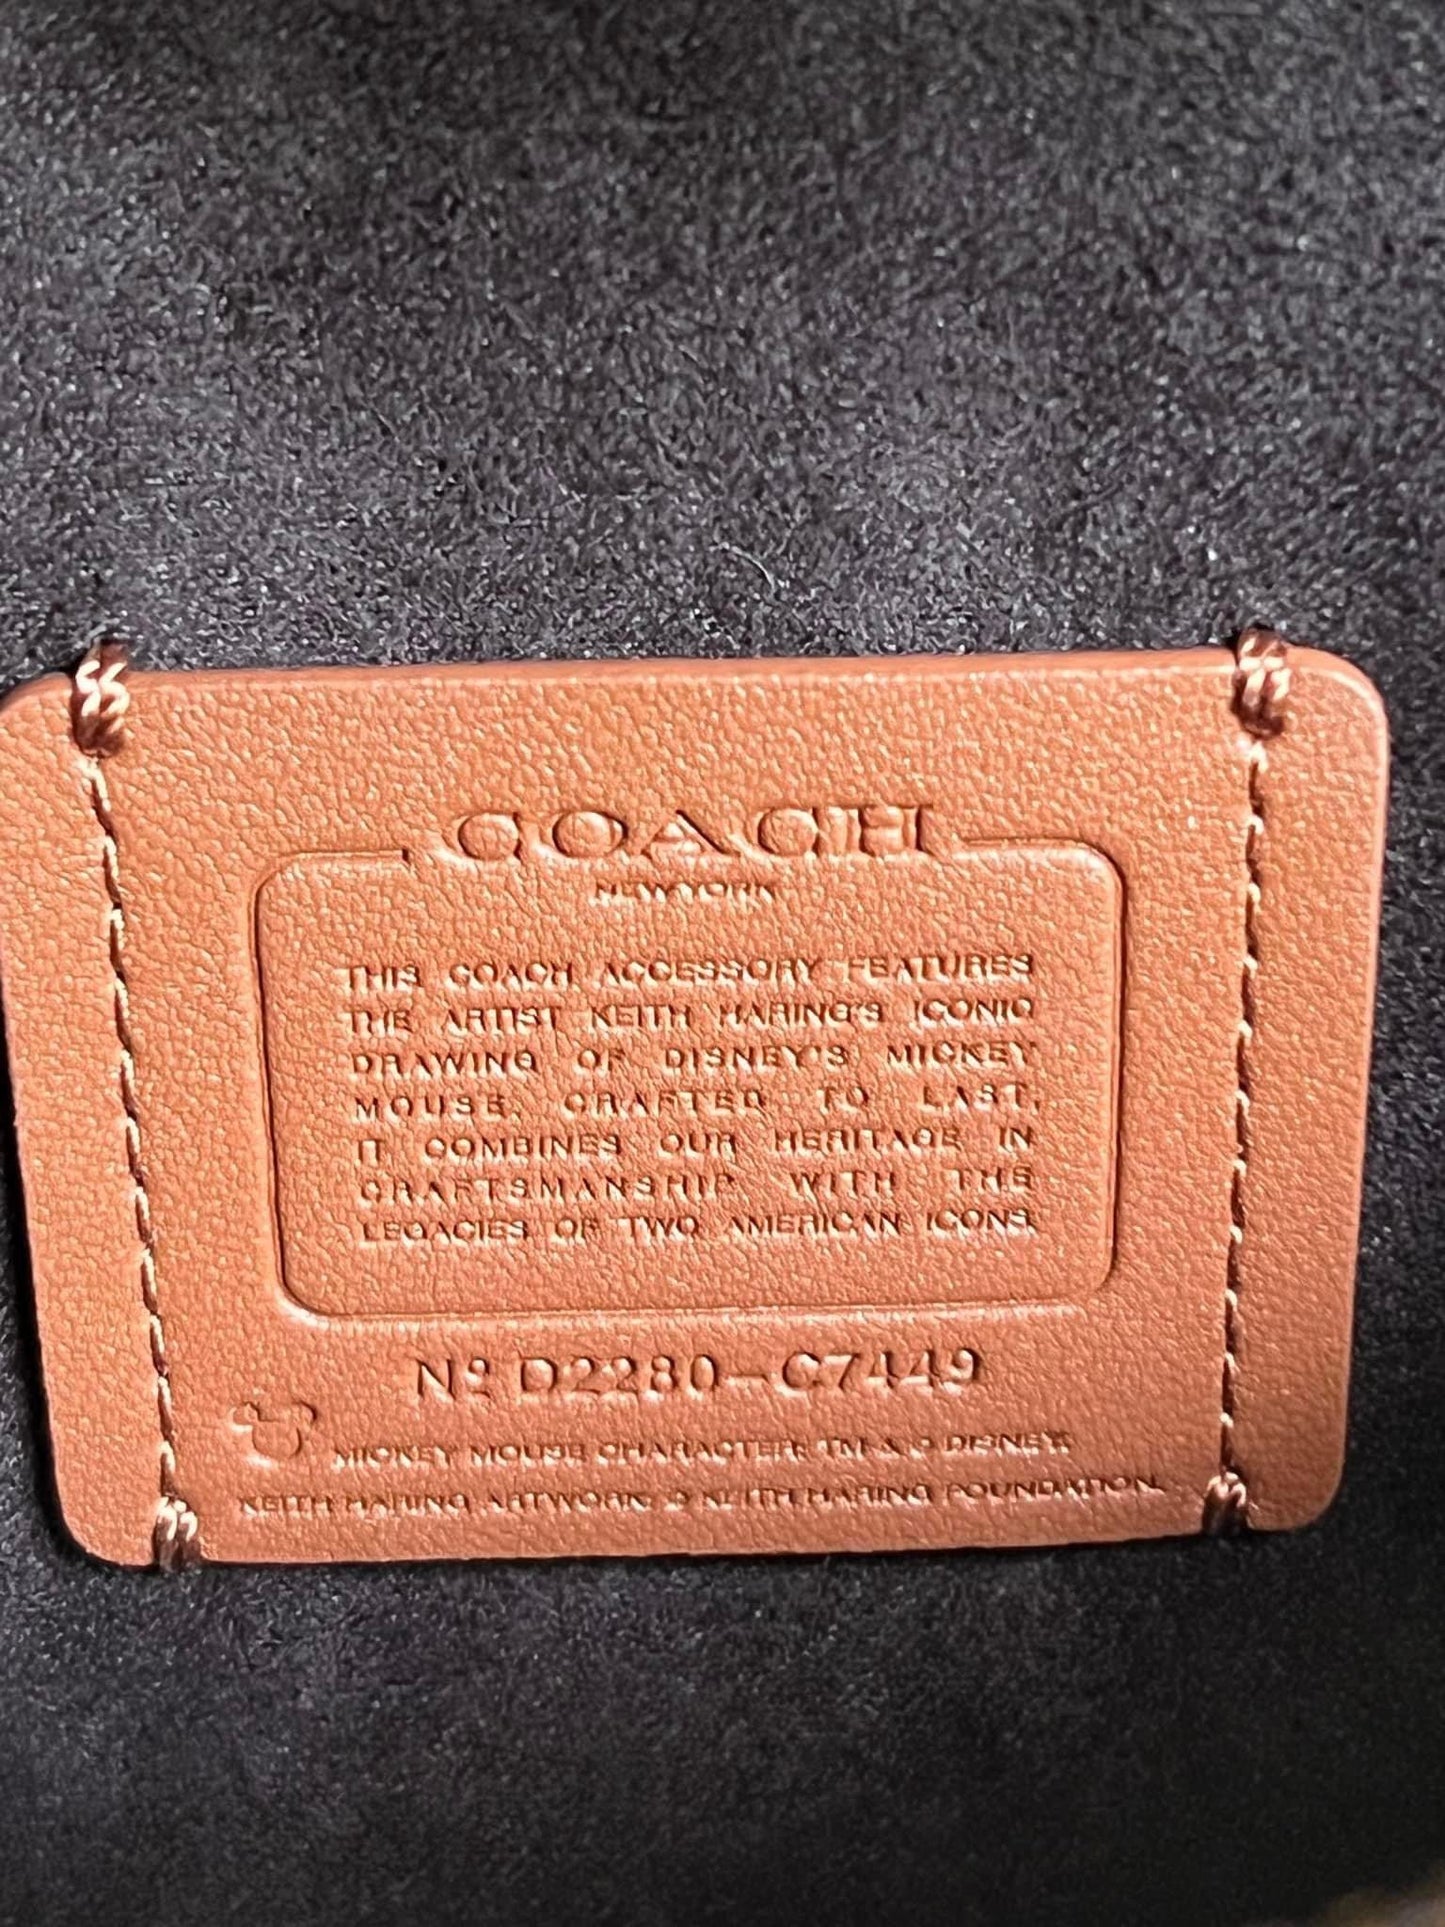 COACH
NEW YORK
THIS COACH ACCESSORY FEATURES
THE ARTIST KEITH HARING'S ICONIC
DRAWING OF DISNEY'S MICKEY
MOUSE. CRAFTED TO LAST,
IT COMBINES OUR HERITAGE IN
CRAFTSMANSHIP WITH THE
LEGACIES OF TWO AMERICAN ICONS.
Nº D2280-C7449
MICKEY MOUSE CHARACTER: TM & © DISNEY.
KEITH HARING ARTWORK © KEITH HARING FOUNDATION.